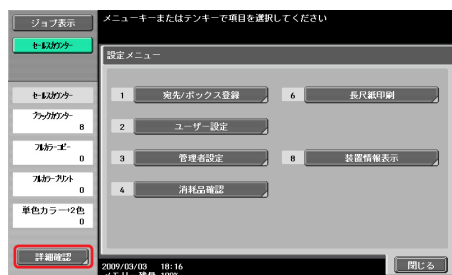 ジョブ表示
メニューキーまたはテンキーで項目を選択してください
セールスカウンター
設定メニュー
セールスカウンター
1 宛先/ボックス登録
6 長尺紙印刷
ブラックカウンター
8
2 ユーザー設定
フルカラーコピー
0
3 管理者設定
8 装置情報表示
フルカラープリント
0
4 消耗品確認
単色カラー+2色
0
詳細確認
2009/03/03 18:16
メモリー残量 100%
閉じる